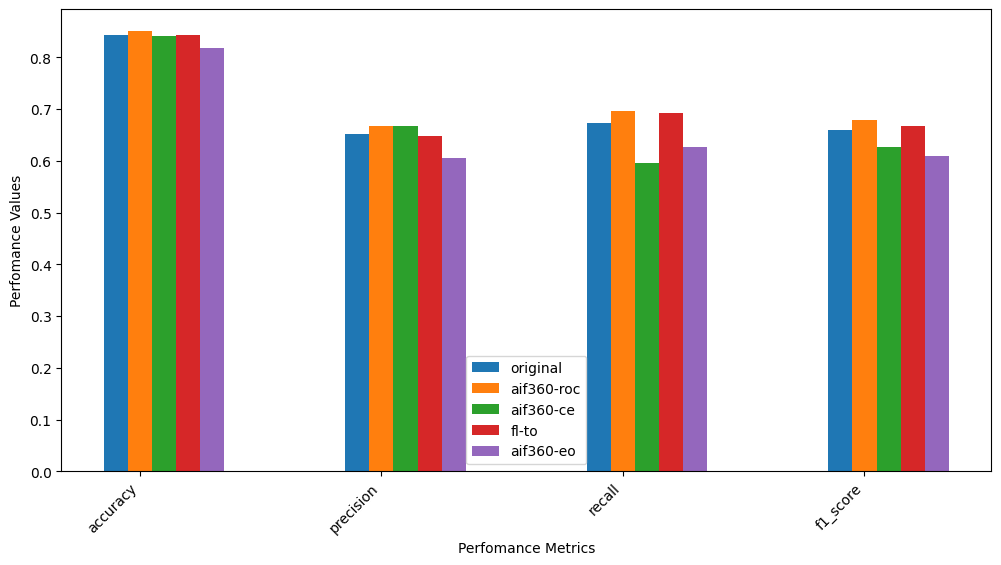 0.8
0.7
0.6
0.5
0.4
0.3
0.2
0.1
0.0
Perfomance Values
original
aif360-roc
aif360-ce
fl-to
aif360-eo
accuracy
precision
recall
f1_score
Perfomance Metrics